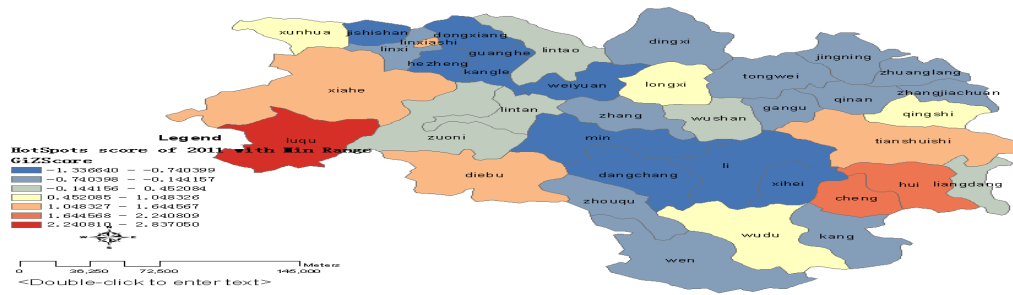 xunhua
jishishan
dongxiang
linxiashi
linxi
guanghe
hezheng
kangle
lintao
dingxi
jingning
tongwei
zhuanglang
weiyuan
longxi
zhangjiachuan
qinan
gangu
qingshi
xiahe
lintan
zhang
wushan
luqu
zuoni
min
tianshuishi
diebu
dangchang
li
xihei
hui
liangdang
cheng
zhouqu
wudu
kang
wen
Legend
HotSpots score of 2011 with Min Range
GiZScore
-1.336640 - -0.740399
-0.740398 - -0.144157
-0.144156 - 0.452084
0.452085 - 1.048326
1.048327 - 1.644567
1.644568 - 2.240809
2.240810 - 2.837050
N
W E
S
Meters
0 36,250 72,500 145,000
<Double-click to enter text>